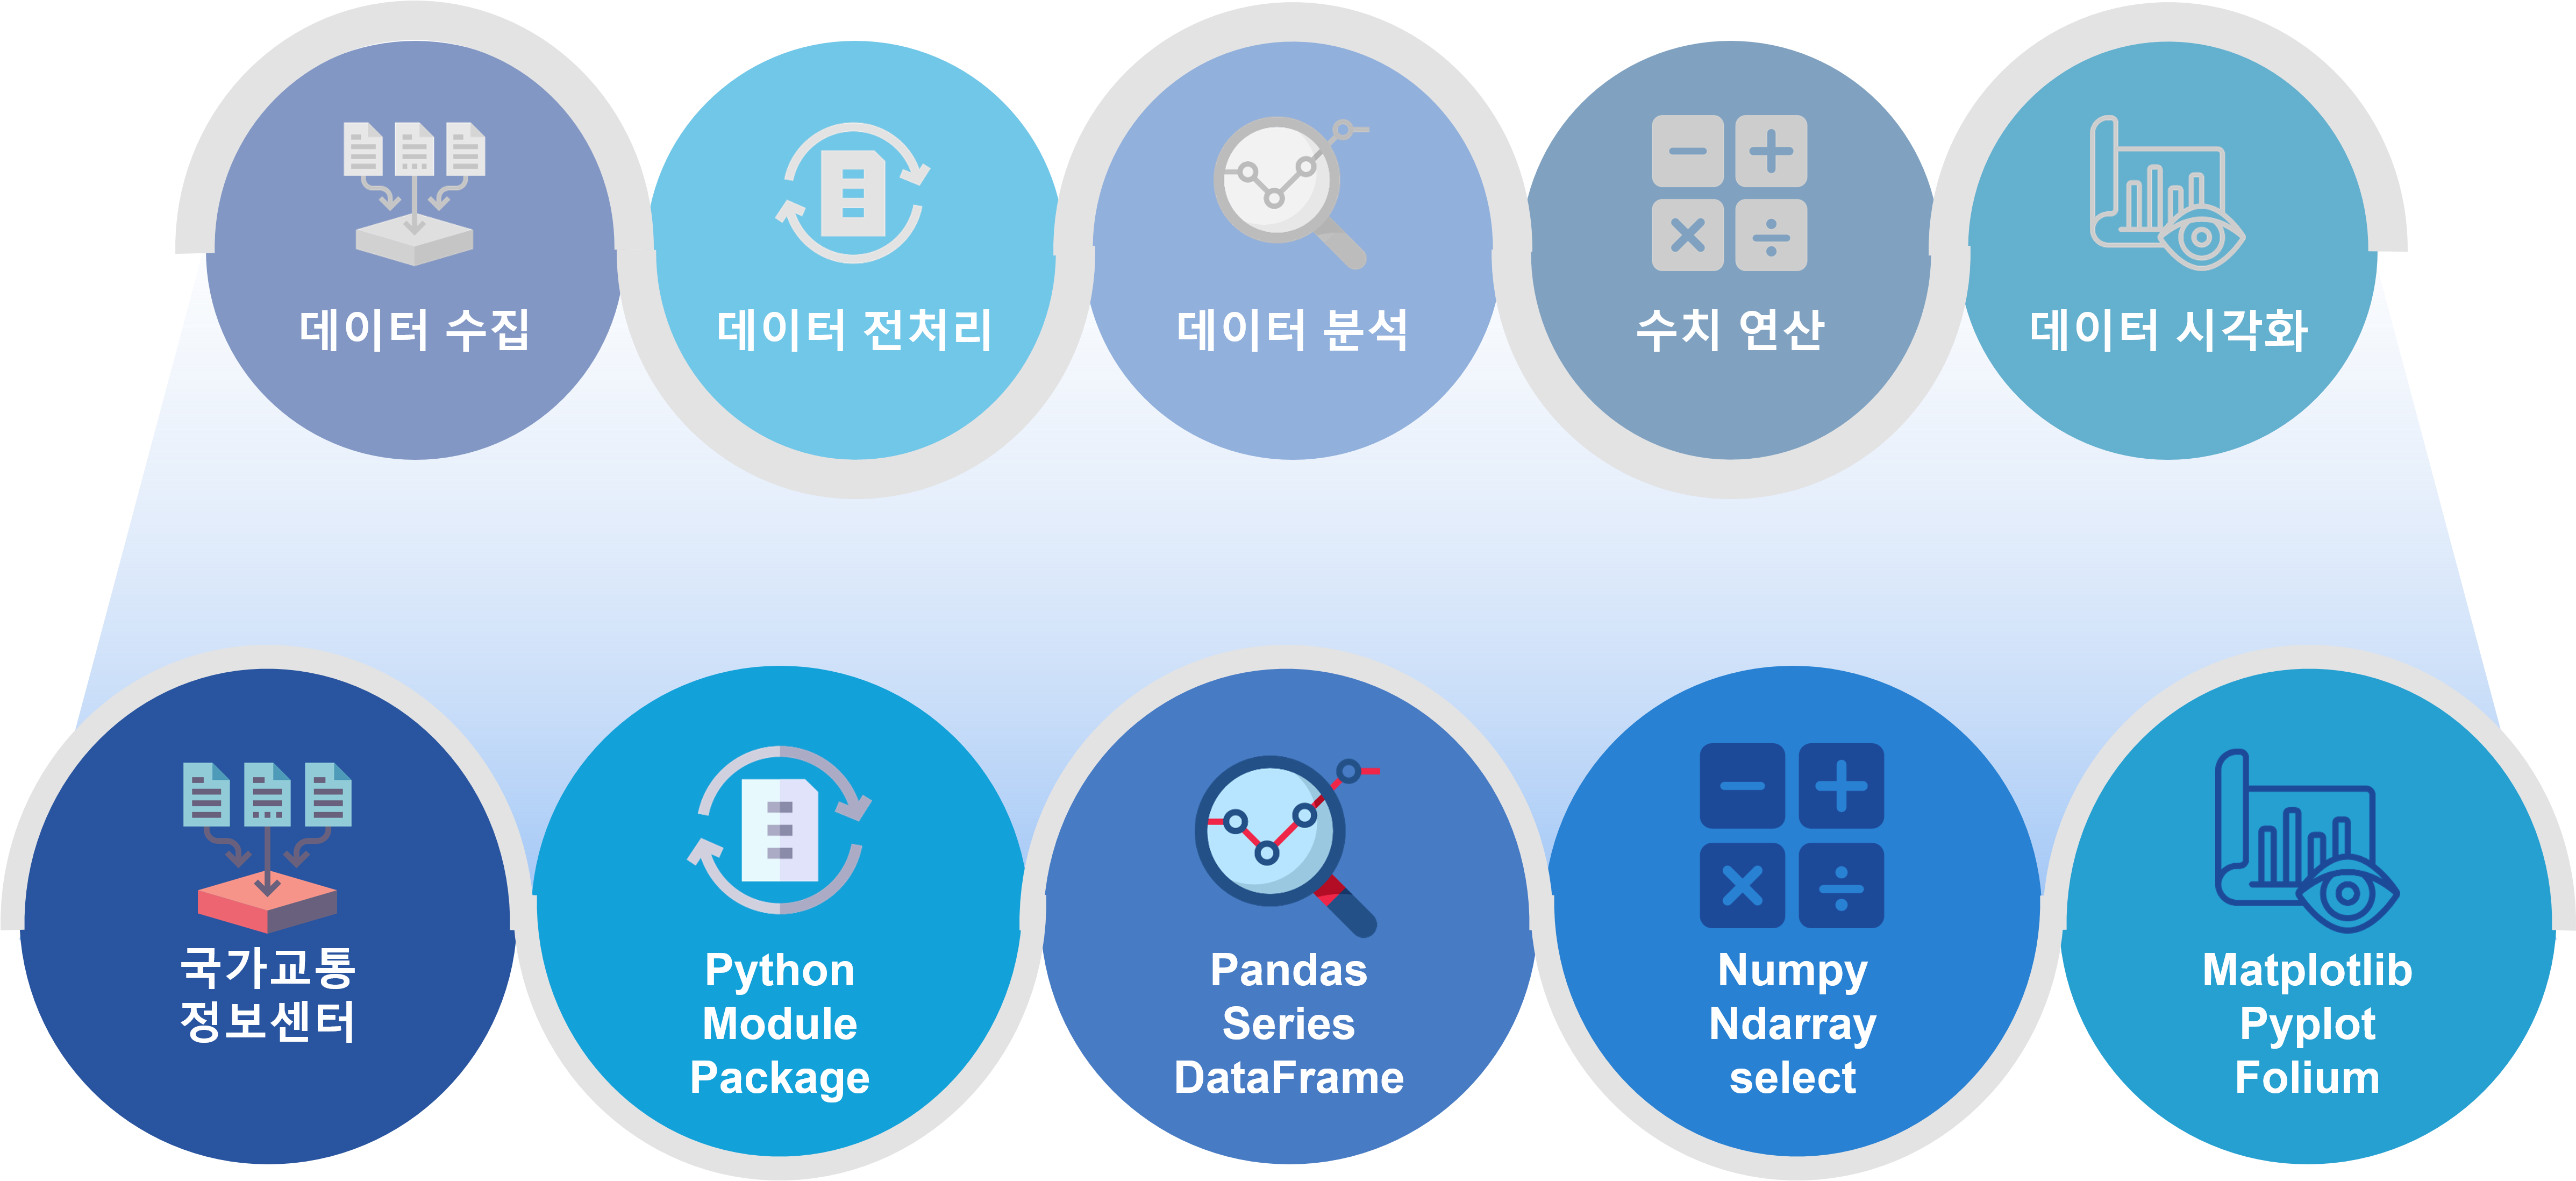 데이터 수집
데이터 전처리
데이터 분석
수치 연산
데이터 시각화
국가교통
정보센터
Python
Module
Package
Pandas
Series
DataFrame
Numpy
Ndarray
select
Matplotlib
Pyplot
Folium